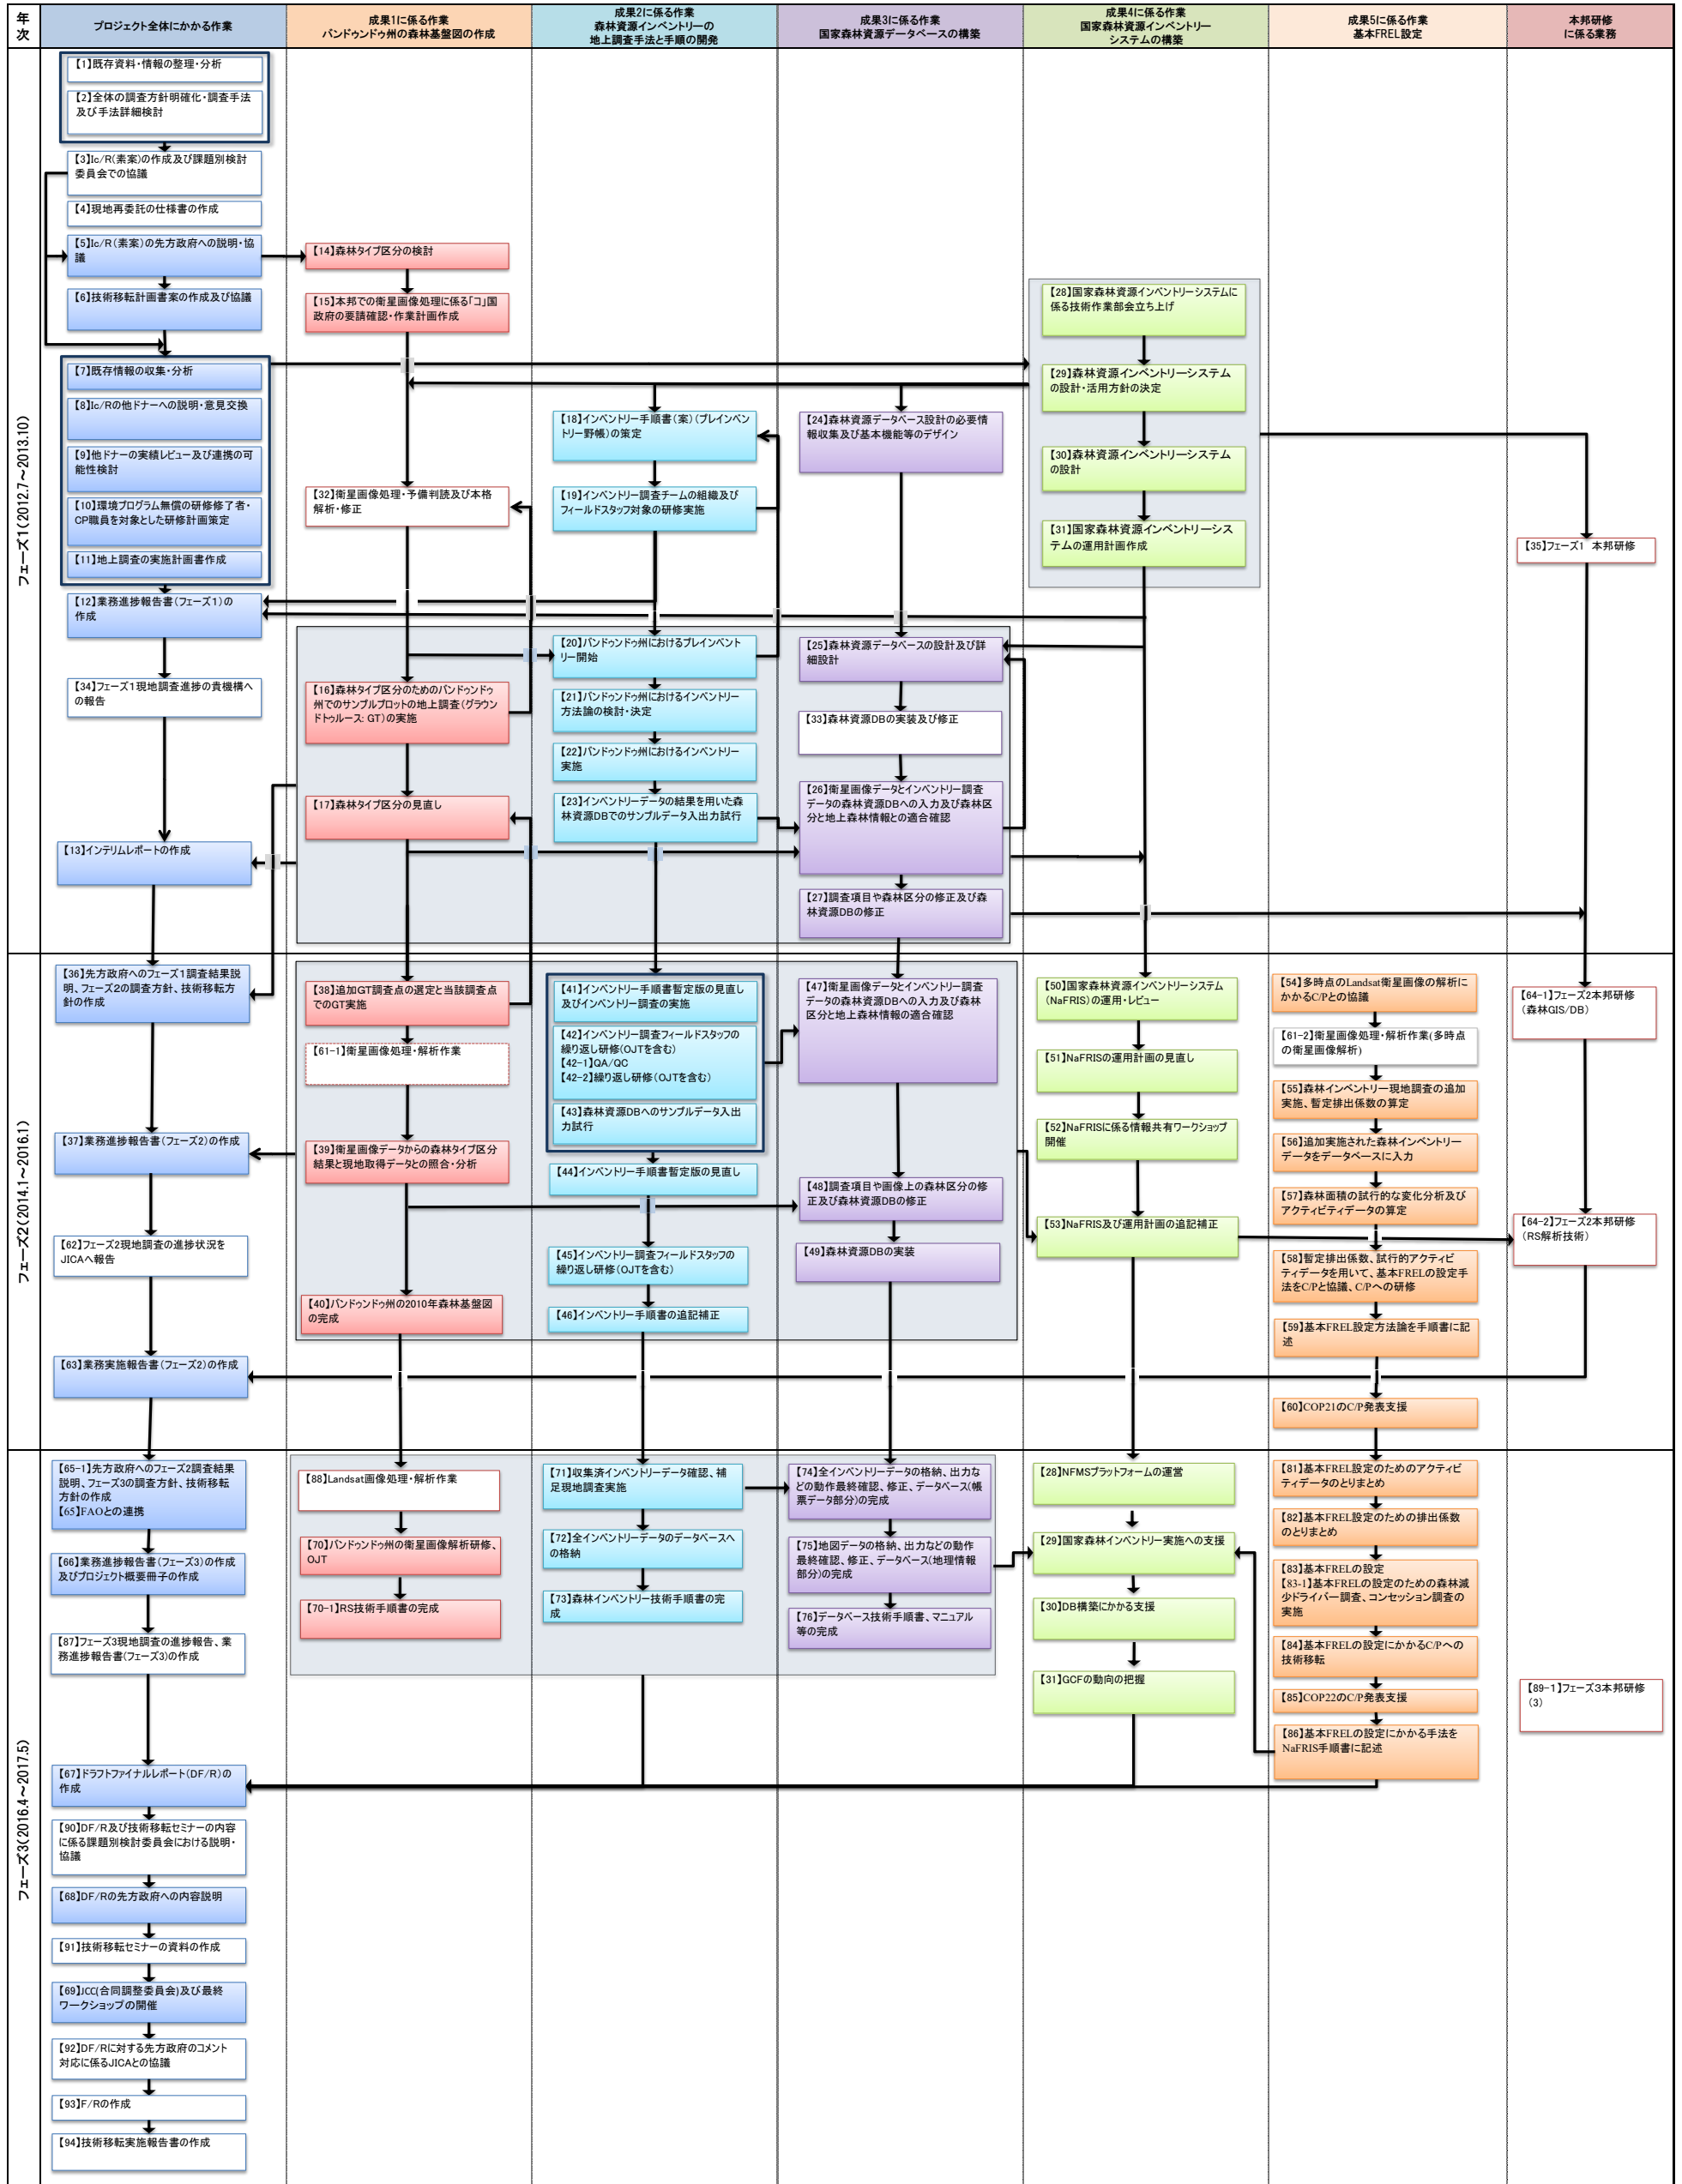 年
次
プロジェクト全体にかかる作業
成果1に係る作業
バンドゥンドゥ州の森林基盤図の作成
成果2に係る作業
森林資源インベントリーの
地上調査手法と手順の開発
成果3に係る作業
国家森林資源データベースの構築
成果4に係る作業
国家森林資源インベントリー
システムの構築
成果5に係る作業
基本FREL設定
本邦研修
に係る業務
フェーズ1(2012.7~2013.10)
【1】既存資料・情報の整理・分析
【2】全体の調査方針明確化・調査手法
及び手法詳細検討
【3】Ic/R(素案)の作成及び課題別検討
委員会での協議
【4】現地再委託の仕様書の作成
【5】Ic/R(素案)の先方政府への説明・協
議
【6】技術移転計画書案の作成及び協議
【7】既存情報の収集・分析
【8】Ic/Rの他ドナーへの説明・意見交換
【9】他ドナーの実績レビュー及び連携の可
能性検討
【10】環境プログラム無償の研修修了者・
CP職員を対象とした研修計画策定
【11】地上調査の実施計画書作成
【12】業務進捗報告書(フェーズ1)の
作成
【34】フェーズ1現地調査進捗の貴機構へ
の報告
【13】インテリムレポートの作成
【14】森林タイプ区分の検討
【15】本邦での衛星画像処理に係る「コ」国
政府の要請確認・作業計画作成
【32】衛星画像処理・予備判読及び本格
解析・修正
【16】森林タイプ区分のためのバンドゥンドゥ
州でのサンプルプロットの地上調査(グラウン
ドトゥルース: GT)の実施
【17】森林タイプ区分の見直し
【18】インベントリー手順書(案)(プレインベン
トリー野帳)の策定
【19】インベントリー調査チームの組織及び
フィールドスタッフ対象の研修実施
【20】バンドゥンドゥ州におけるプレインベント
リー開始
【21】バンドゥンドゥ州におけるインベントリー
方法論の検討・決定
【22】バンドゥンドゥ州におけるインベントリー
実施
【23】インベントリーデータの結果を用いた森
林資源DBでのサンプルデータ入出力試行
【24】森林資源データベース設計の必要情
報収集及び基本機能等のデザイン
【25】森林資源データベースの設計及び詳
細設計
【33】森林資源DBの実装及び修正
【26】衛星画像データとインベントリー調査
データの森林資源DBへの入力及び森林区
分と地上森林情報との適合確認
【27】調査項目や森林区分の修正及び森
林資源DBの修正
【28】国家森林資源インベントリーシステムに
係る技術作業部会立ち上げ
【29】森林資源インベントリーシステム
の設計・活用方針の決定
【30】森林資源インベントリーシステム
の設計
【31】国家森林資源インベントリーシス
テムの運用計画作成
【35】フェーズ1 本邦研修
フェーズ2(2014.1~2016.1)
【36】先方政府へのフェーズ1調査結果説
明、フェーズ2の調査方針、技術移転方
針の作成
【37】業務進捗報告書(フェーズ2)の作成
【62】フェーズ2現地調査の進捗状況を
JICAへ報告
【63】業務実施報告書(フェーズ2)の作成
【38】追加GT調査点の選定と当該調査点
でのGT実施
【61-1】衛星画像処理・解析作業
【39】衛星画像データからの森林タイプ区分
結果と現地取得データとの照合・分析
【40】バンドゥンドゥ州の2010年森林基盤図
の完成
【41】インベントリー手順書暫定版の見直し
及びインベントリー調査の実施
【42】インベントリー調査フィールドスタッフの
繰り返し研修(OJTを含む)
【42-1】QA/QC
【42-2】繰り返し研修(OJTを含む)
【43】森林資源DBへのサンプルデータ入出
力試行
【44】インベントリー手順書暫定版の見直し
【45】インベントリー調査フィールドスタッフの
繰り返し研修(OJTを含む)
【46】インベントリー手順書の追記補正
【47】衛星画像データとインベントリー調査
データの森林資源DBへの入力及び森林
区分と地上森林情報の適合確認
【48】調査項目や画像上の森林区分の修
正及び森林資源DBの修正
【49】森林資源DBの実装
【50】国家森林資源インベントリーシステム
(NaFRIS)の運用・レビュー
【51】NaFRISの運用計画の見直し
【52】NaFRISに係る情報共有ワークショップ
開催
【53】NaFRIS及び運用計画の追記補正
【54】多時点のLandsat衛星画像の解析に
かかるC/Pとの協議
【61-2】衛星画像処理・解析作業(多時点
の衛星画像解析)
【55】森林インベントリー現地調査の追加
実施、暫定排出係数の算定
【56】追加実施された森林インベントリー
データをデータベースに入力
【57】森林面積の試行的な変化分析及び
アクティビティデータの算定
【58】暫定排出係数、試行的アクティビ
ティデータを用いて、基本FRELの設定手
法をC/Pと協議、C/Pへの研修
【59】基本FREL設定方法論を手順書に記
述
【60】COP21のC/P発表支援
【64-1】フェーズ2本邦研修
(森林GIS/DB)
【64-2】フェーズ2本邦研修
(RS解析技術)
フェーズ3(2016.4~2017.5)
【65-1】先方政府へのフェーズ2調査結果
説明、フェーズ3の調査方針、技術移転
方針の作成
【65】FAOとの連携
【66】業務進捗報告書(フェーズ3)の作成
及びプロジェクト概要冊子の作成
【87】フェーズ3現地調査の進捗報告、業
務進捗報告書(フェーズ3)の作成
【67】ドラフトファイナルレポート(DF/R)の
作成
【90】DF/R及び技術移転セミナーの内容
に係る課題別検討委員会における説明・
協議
【68】DF/Rの先方政府への内容説明
【91】技術移転セミナーの資料の作成
【69】JCC(合同調整委員会)及び最終
ワークショップの開催
【92】DF/Rに対する先方政府のコメント
対応に係るJICAとの協議
【93】F/Rの作成
【94】技術移転実施報告書の作成
【88】Landsat画像処理・解析作業
【70】バンドゥンドゥ州の衛星画像解析研修、
OJT
【70-1】RS技術手順書の完成
【71】収集済インベントリーデータ確認、補
足現地調査実施
【72】全インベントリーデータのデータベースへ
の格納
【73】森林インベントリー技術手順書の完
成
【74】全インベントリーデータの格納、出力な
どの動作最終確認、修正、データベース(帳
票データ部分)の完成
【75】地図データの格納、出力などの動作
最終確認、修正、データベース(地理情報
部分)の完成
【76】データベース技術手順書、マニュアル
等の完成
【28】NFMSプラットフォームの運営
【29】国家森林インベントリー実施への支援
【30】DB構築にかかる支援
【31】GCFの動向の把握
【81】基本FREL設定のためのアクティビ
ティデータのとりまとめ
【82】基本FREL設定のための排出係数
のとりまとめ
【83】基本FRELの設定
【83-1】基本FRELの設定のための森林減
少ドライバー調査、コンセッション調査の
実施
【84】基本FRELの設定にかかるC/Pへの
技術移転
【85】COP22のC/P発表支援
【86】基本FRELの設定にかかる手法を
NaFRIS手順書に記述
【89-1】フェーズ3本邦研修
(3)